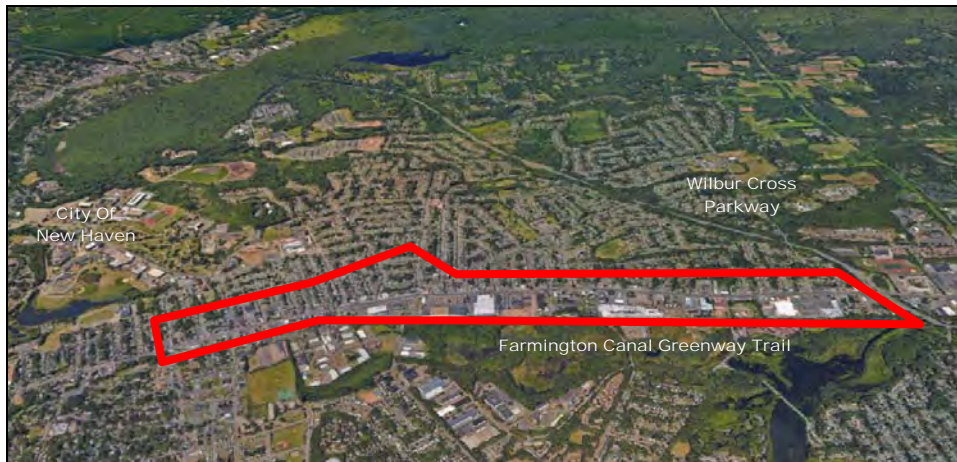 City Of
New Haven
Wilbur Cross
Parkway
Farmington Canal Greenway Trail